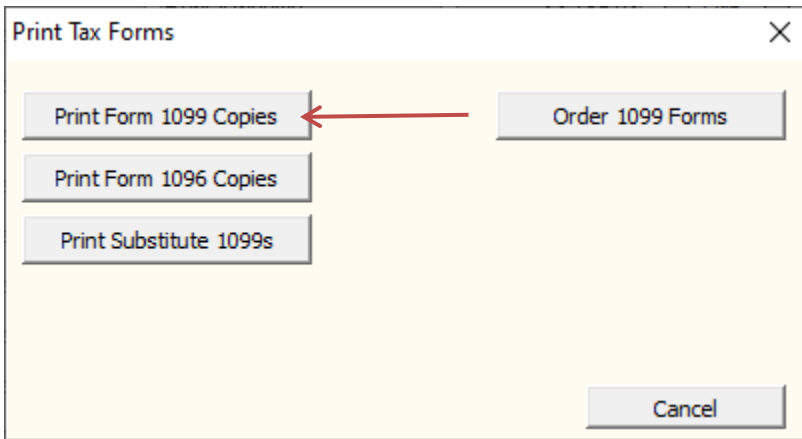 Print Tax Forms
Print Form 1099 Copies
Order 1099 Forms
Print Form 1096 Copies
Print Substitute 1099s
Cancel